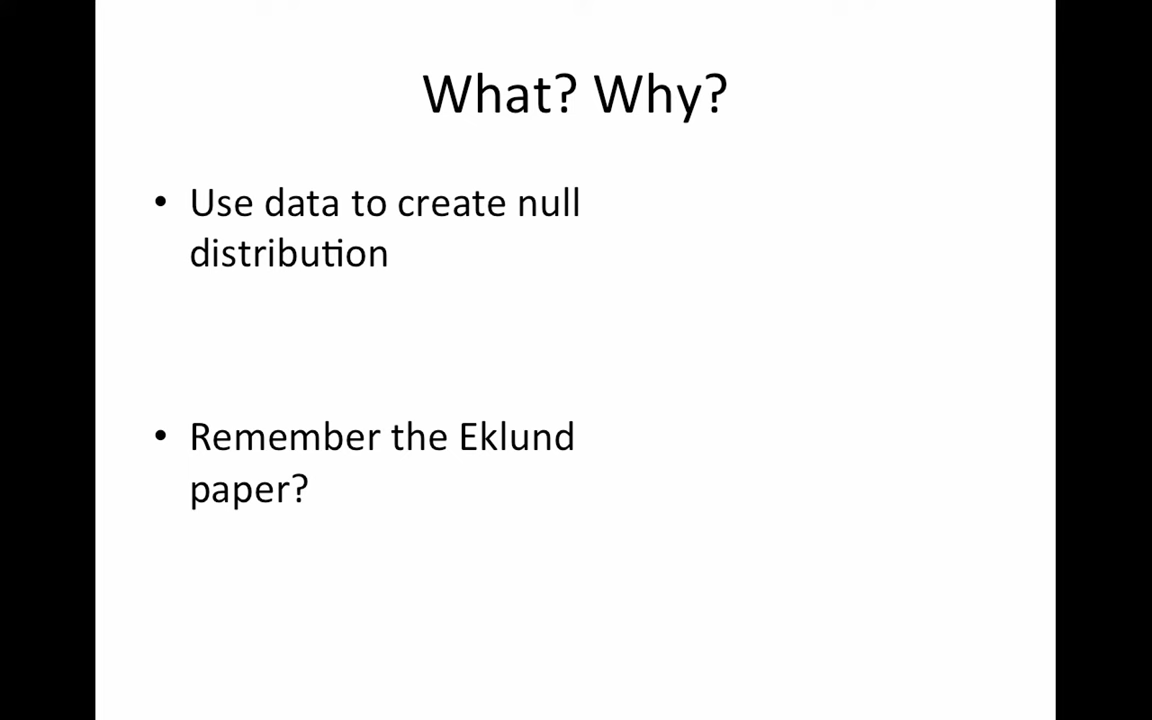 What? Why?
• Use data to create null
distribution
• Remember the Eklund
paper?